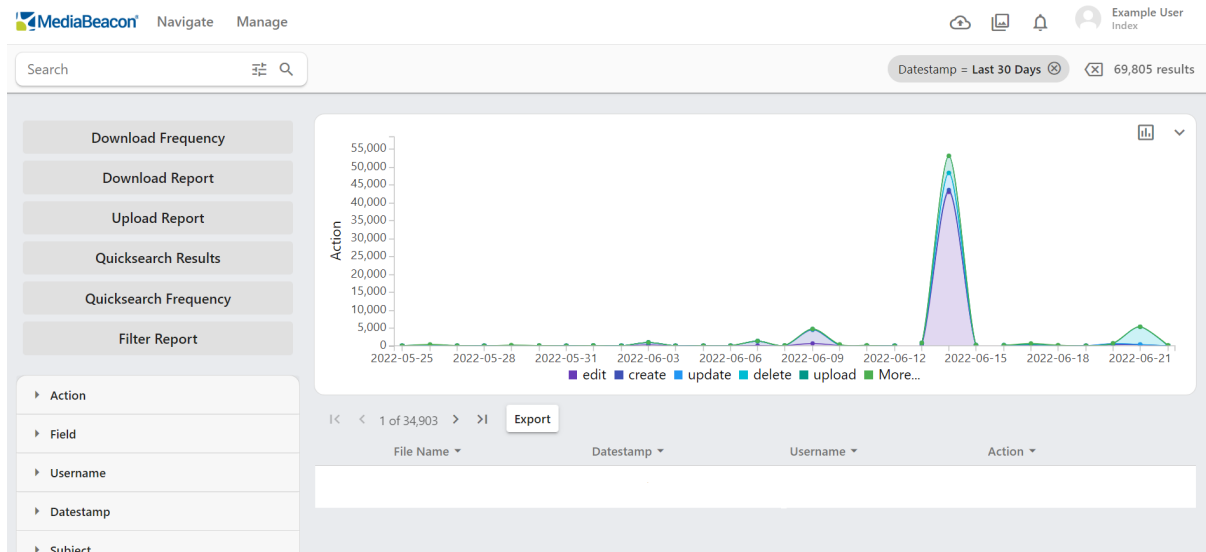 MediaBeacon® Navigate Manage
Example User
Index
Search
Datestamp = Last 30 Days
69,805 results
Download Frequency
Download Report
Upload Report
Quicksearch Results
Quicksearch Frequency
Filter Report
Action
Field
Username
Datestamp
Subject
Action
55,000
50,000
45,000
40,000
35,000
30,000
25,000
20,000
15,000
10,000
5,000
0
2022-05-25 2022-05-28 2022-05-31 2022-06-03 2022-06-06 2022-06-09 2022-06-12 2022-06-15 2022-06-18 2022-06-21
edit create update delete upload More...
1 of 34,903 Export
File Name Datestamp Username Action